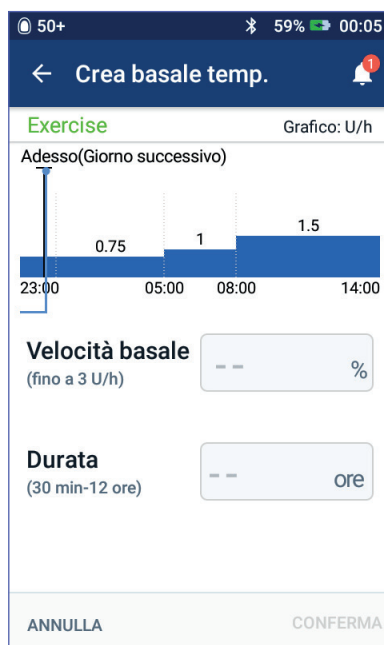 50+ 59% 00:05
Crea basale temp. 1
Exercise Grafico: U/h
Adesso(Giorno successivo)
0.75 1 1.5
23:00 05:00 08:00 14:00
Velocità basale
(fino a 3 U/h) -- %
Durata
(30 min-12 ore) -- ore
ANNULLA CONFERMA